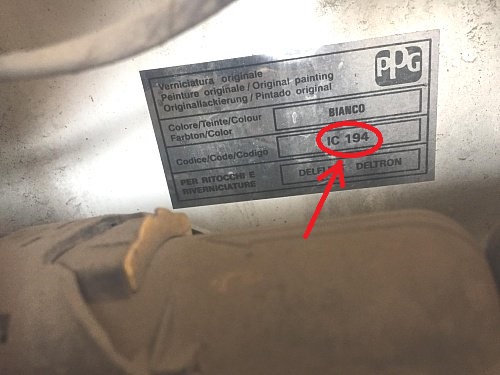 Verniciatura originale
Peinture originale / Original painting
Originallackierung / Pintado original
PPG
Colore/Teinte/Colour
Farbton/Color
BIANCO
Codice/Code/Codigo
IC 194
PER RITOCCHI E
RIVERNICIATURE
DELTRON